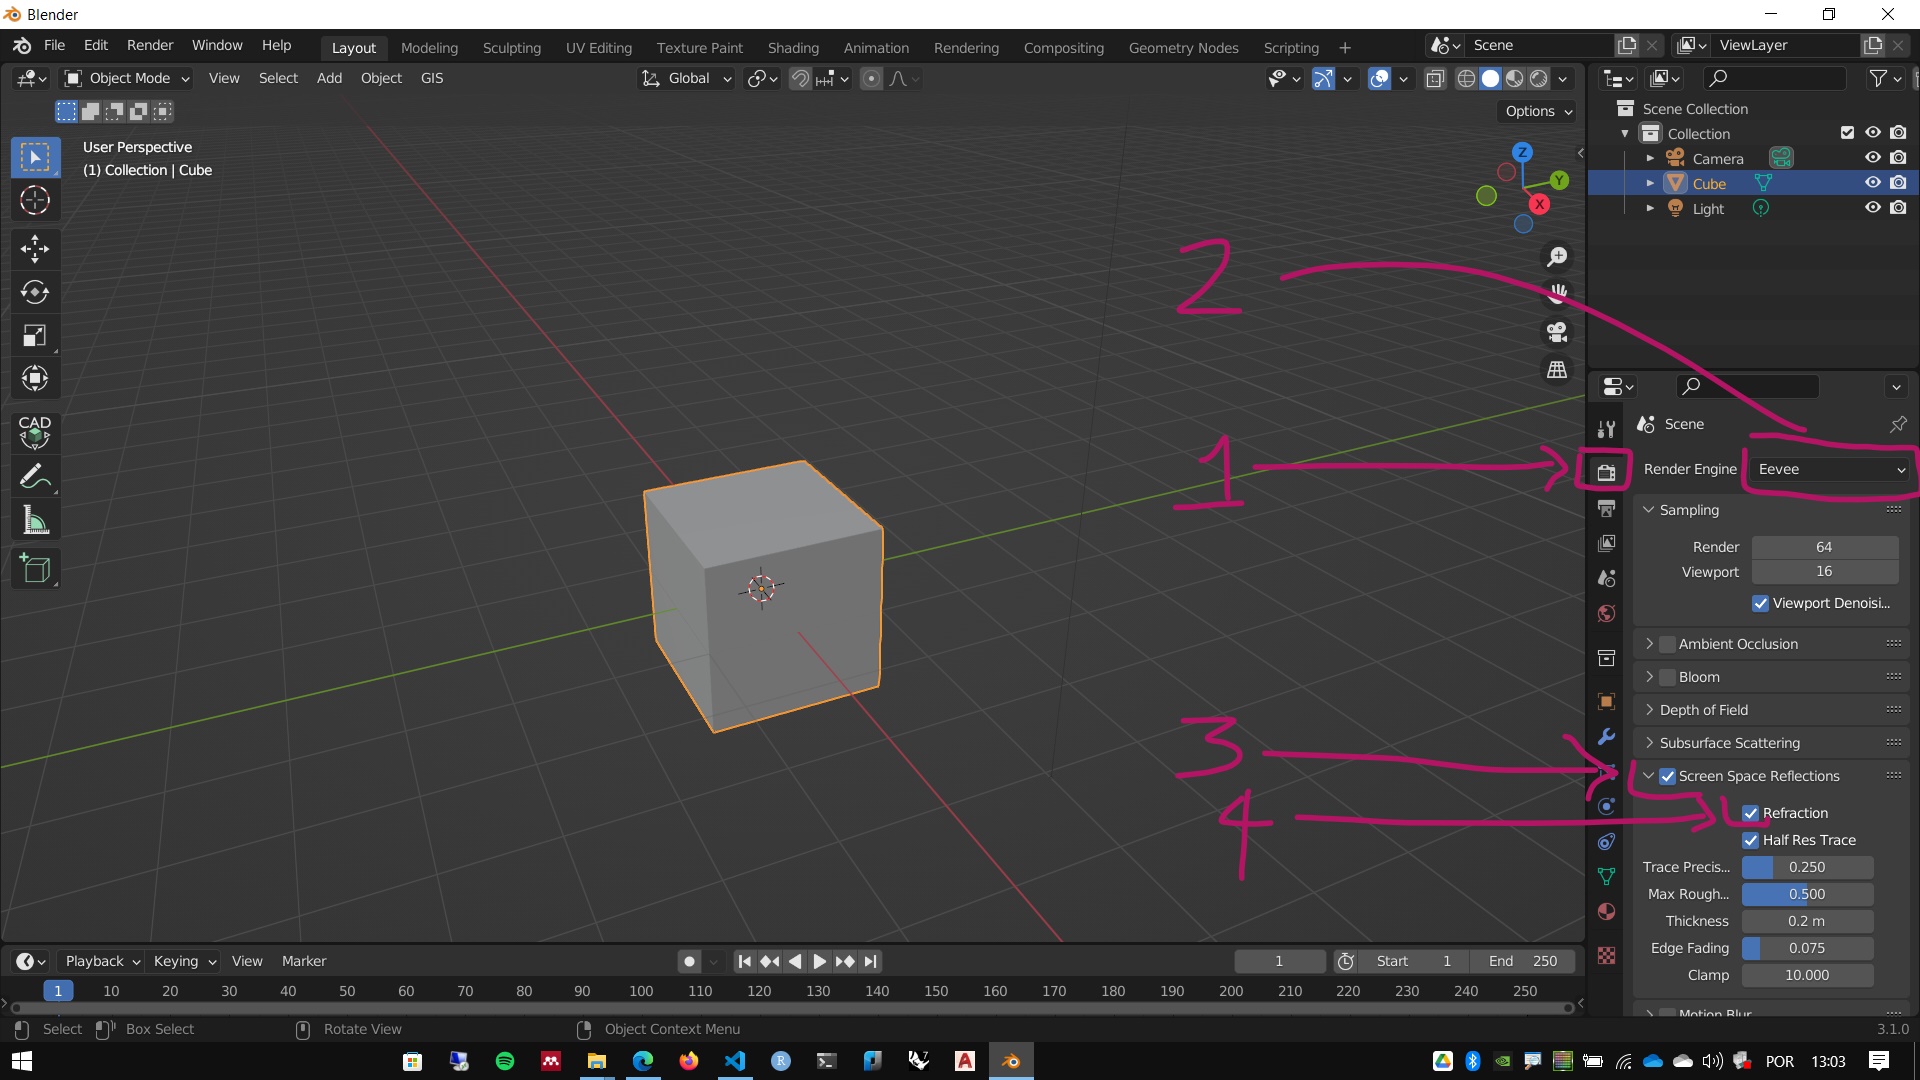 Blender
File Edit Render Window Help Layout Modeling Sculpting UV Editing Texture Paint Shading Animation Rendering Compositing Geometry Nodes Scripting + Scene ViewLayer
Object Mode View Select Add Object GIS Global
Options
User Perspective
(1) Collection | Cube
Z
Y
X
CAD
Scene Collection
Collection
Camera
Cube
Light
2
1
3
4
Scene
Render Engine Eevee
Sampling
Render 64
Viewport 16
Viewport Denoisi...
Ambient Occlusion
Bloom
Depth of Field
Subsurface Scattering
Screen Space Reflections
Refraction
Half Res Trace
Trace Precis... 0.250
Max Rough... 0.500
Thickness 0.2 m
Edge Fading 0.075
Clamp 10.000
Motion Blur
Playback Keying View Marker 1 Start 1 End 250
1 10 20 30 40 50 60 70 80 90 100 110 120 130 140 150 160 170 180 190 200 210 220 230 240 250
Select Box Select Rotate View Object Context Menu 3.1.0
R 7 A POR 13:03